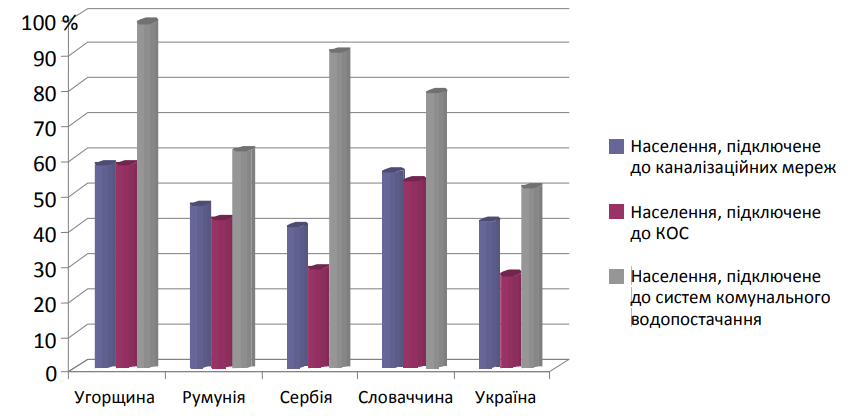 100 %
90
80
70
60
50
40
30
20
10
0
Угорщина Румунія Сербія Словаччина Україна
Населення, підключене
до каналізаційних мереж
Населення, підключене
до КОС
Населення, підключене
до систем комунального
водопостачання